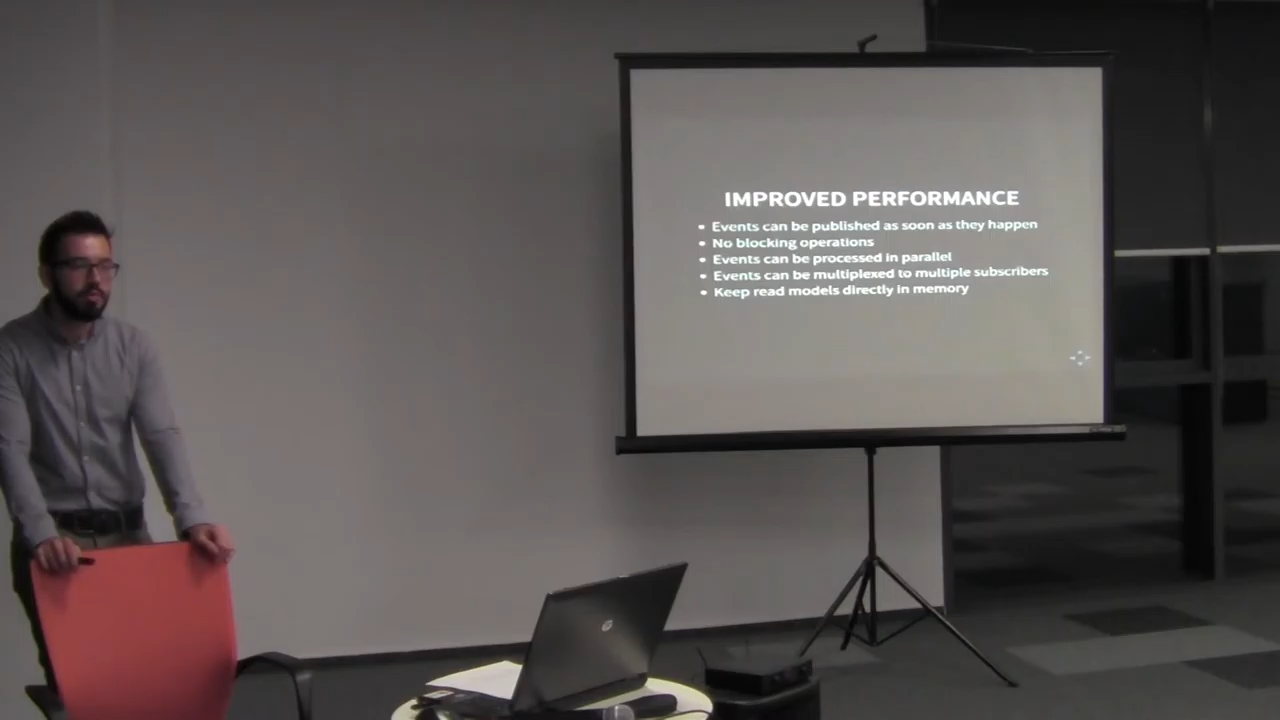 IMPROVED PERFORMANCE
• Events can be published as soon as they happen
• No blocking operations
• Events can be processed in parallel
• Events can be multiplexed to multiple subscribers
• Keep read models directly in memory
hp